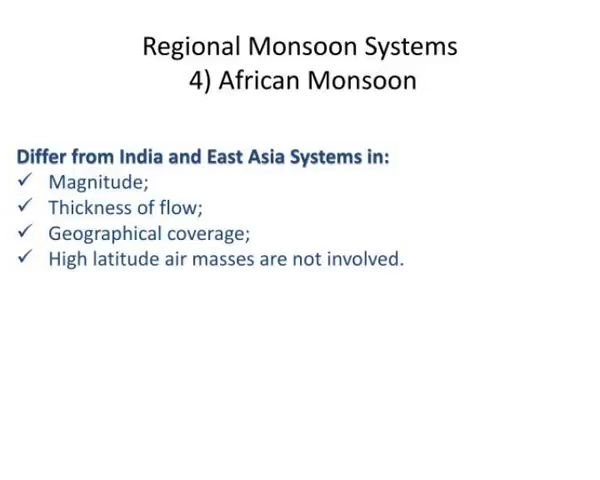 Regional Monsoon Systems
4) African Monsoon
Differ from India and East Asia Systems in:
✓ Magnitude;
✓ Thickness of flow;
✓ Geographical coverage;
✓ High latitude air masses are not involved.